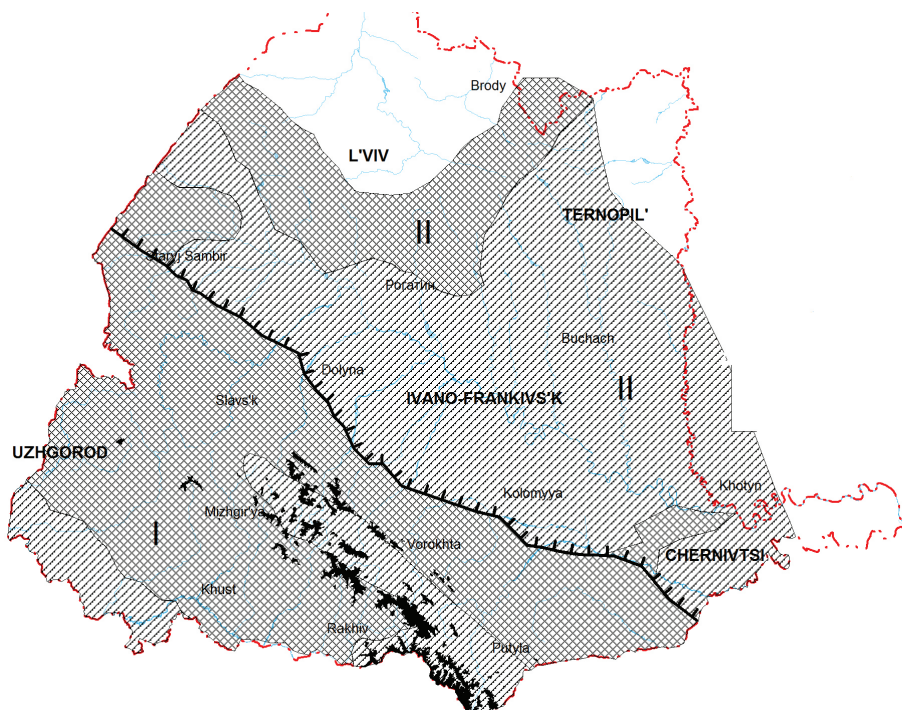 Brody
L'VIV
TERNOPIL'
II
Staryj Sambir
Рогатин
Buchach
Dolyna
II
IVANO-FRANKIVS'K
Slavs'k
UZHGOROD
Khotyn
Kolomyya
Mizhgir'ya
I
Vorokhta
CHERNIVTSI
Khust
Rakhiv
Putyla